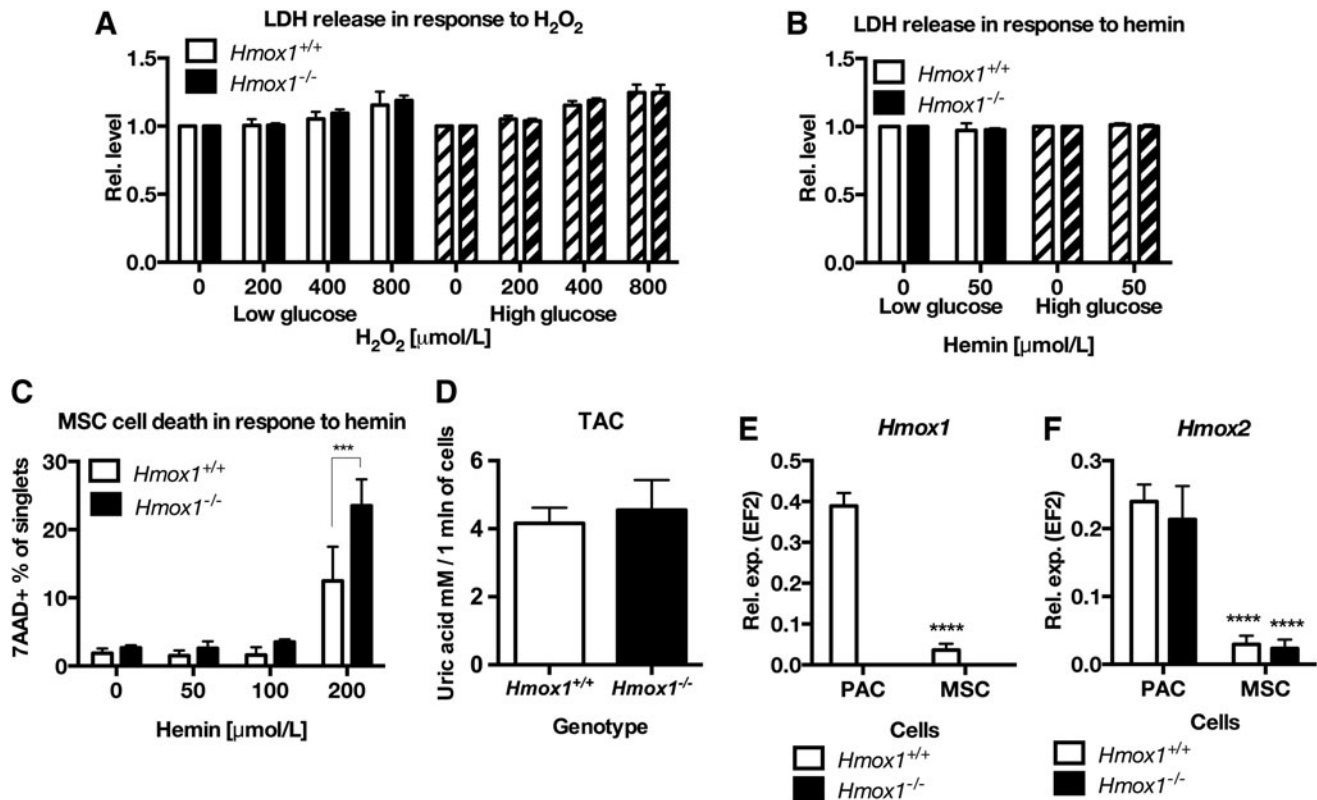 A
LDH release in response to H₂O₂
Hmox1⁺/⁺
Hmox1⁻/⁻
Rel. level
1.5
1.0
0.5
0.0
0 200 400 800 0 200 400 800
Low glucose High glucose
H₂O₂ [μmol/L]
B
LDH release in response to hemin
Hmox1⁺/⁺
Hmox1⁻/⁻
Rel. level
1.5
1.0
0.5
0.0
0 50 0 50
Low glucose High glucose
Hemin [μmol/L]
C
MSC cell death in respone to hemin
Hmox1⁺/⁺
Hmox1⁻/⁻
***
7AAD+ % of singlets
30
20
10
0
0 50 100 200
Hemin [μmol/L]
D
TAC
Uric acid mM / 1 mln of cells
6
4
2
0
Hmox1⁺/⁺ Hmox1⁻/⁻
Genotype
E
Hmox1
Rel. exp. (EF2)
0.5
0.4
0.3
0.2
0.1
0.0
****
PAC MSC
Cells
Hmox1⁺/⁺
Hmox1⁻/⁻
F
Hmox2
Rel. exp. (EF2)
0.3
0.2
0.1
0.0
**** ****
PAC MSC
Cells
Hmox1⁺/⁺
Hmox1⁻/⁻